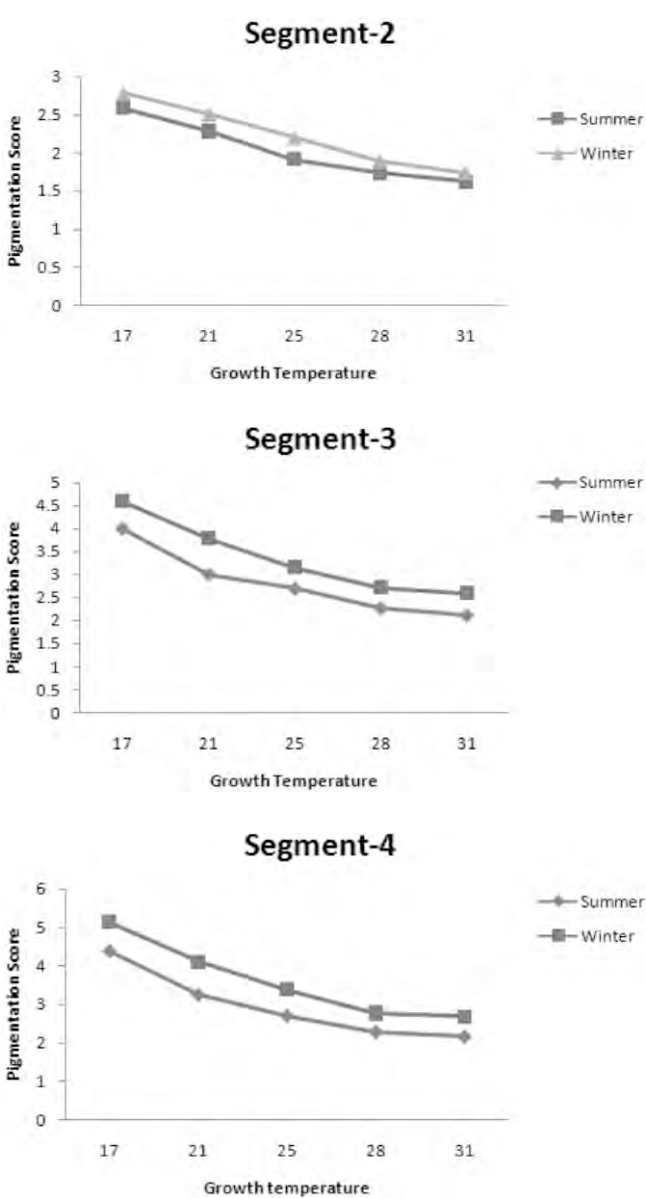 Segment-2
Pigmentation Score
3
2.5
2
1.5
1
0.5
0
17 21 25 28 31
Growth Temperature
Summer
Winter
Segment-3
Pigmentation Score
5
4.5
4
3.5
3
2.5
2
1.5
1
0.5
0
17 21 25 28 31
Growth Temperature
Summer
Winter
Segment-4
Pigmentation Score
6
5
4
3
2
1
0
17 21 25 28 31
Growth temperature
Summer
Winter